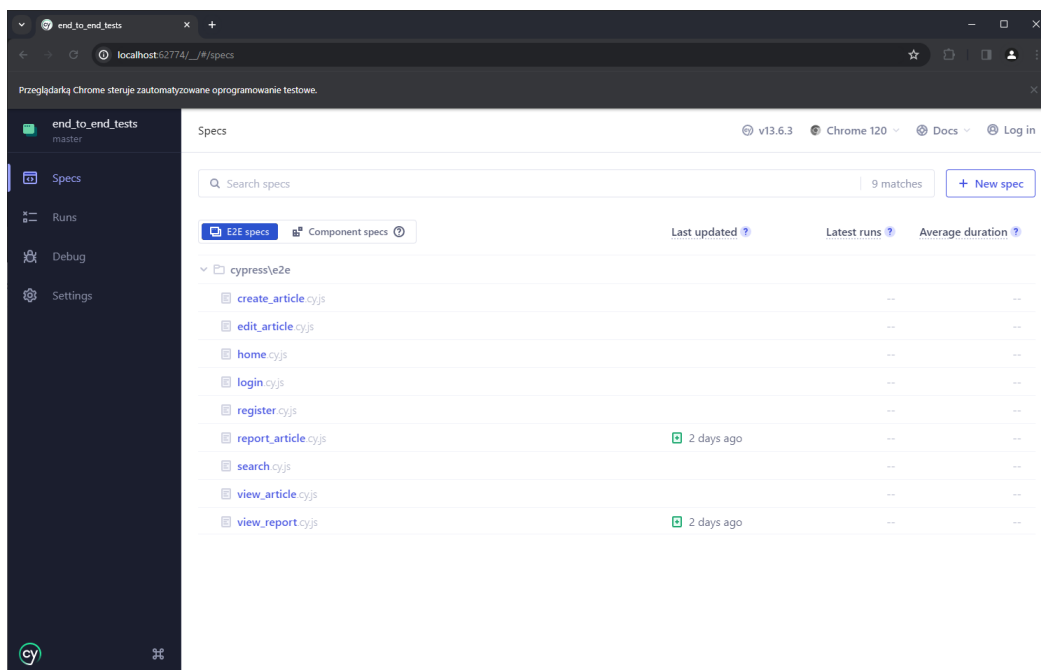 end_to_end_tests
localhost:62774/__/#/specs
Przeglądarką Chrome steruje zautomatyzowane oprogramowanie testowe.
end_to_end_tests
master
Specs v13.6.3 Chrome 120 Docs Log in
Specs
Runs
Debug
Settings
Search specs 9 matches + New spec
E2E specs Component specs ? Last updated ? Latest runs ? Average duration ?
cypress\e2e
create_article.cy.js -- --
edit_article.cy.js -- --
home.cy.js -- --
login.cy.js -- --
register.cy.js -- --
report_article.cy.js 2 days ago -- --
search.cy.js -- --
view_article.cy.js -- --
view_report.cy.js 2 days ago -- --
cy